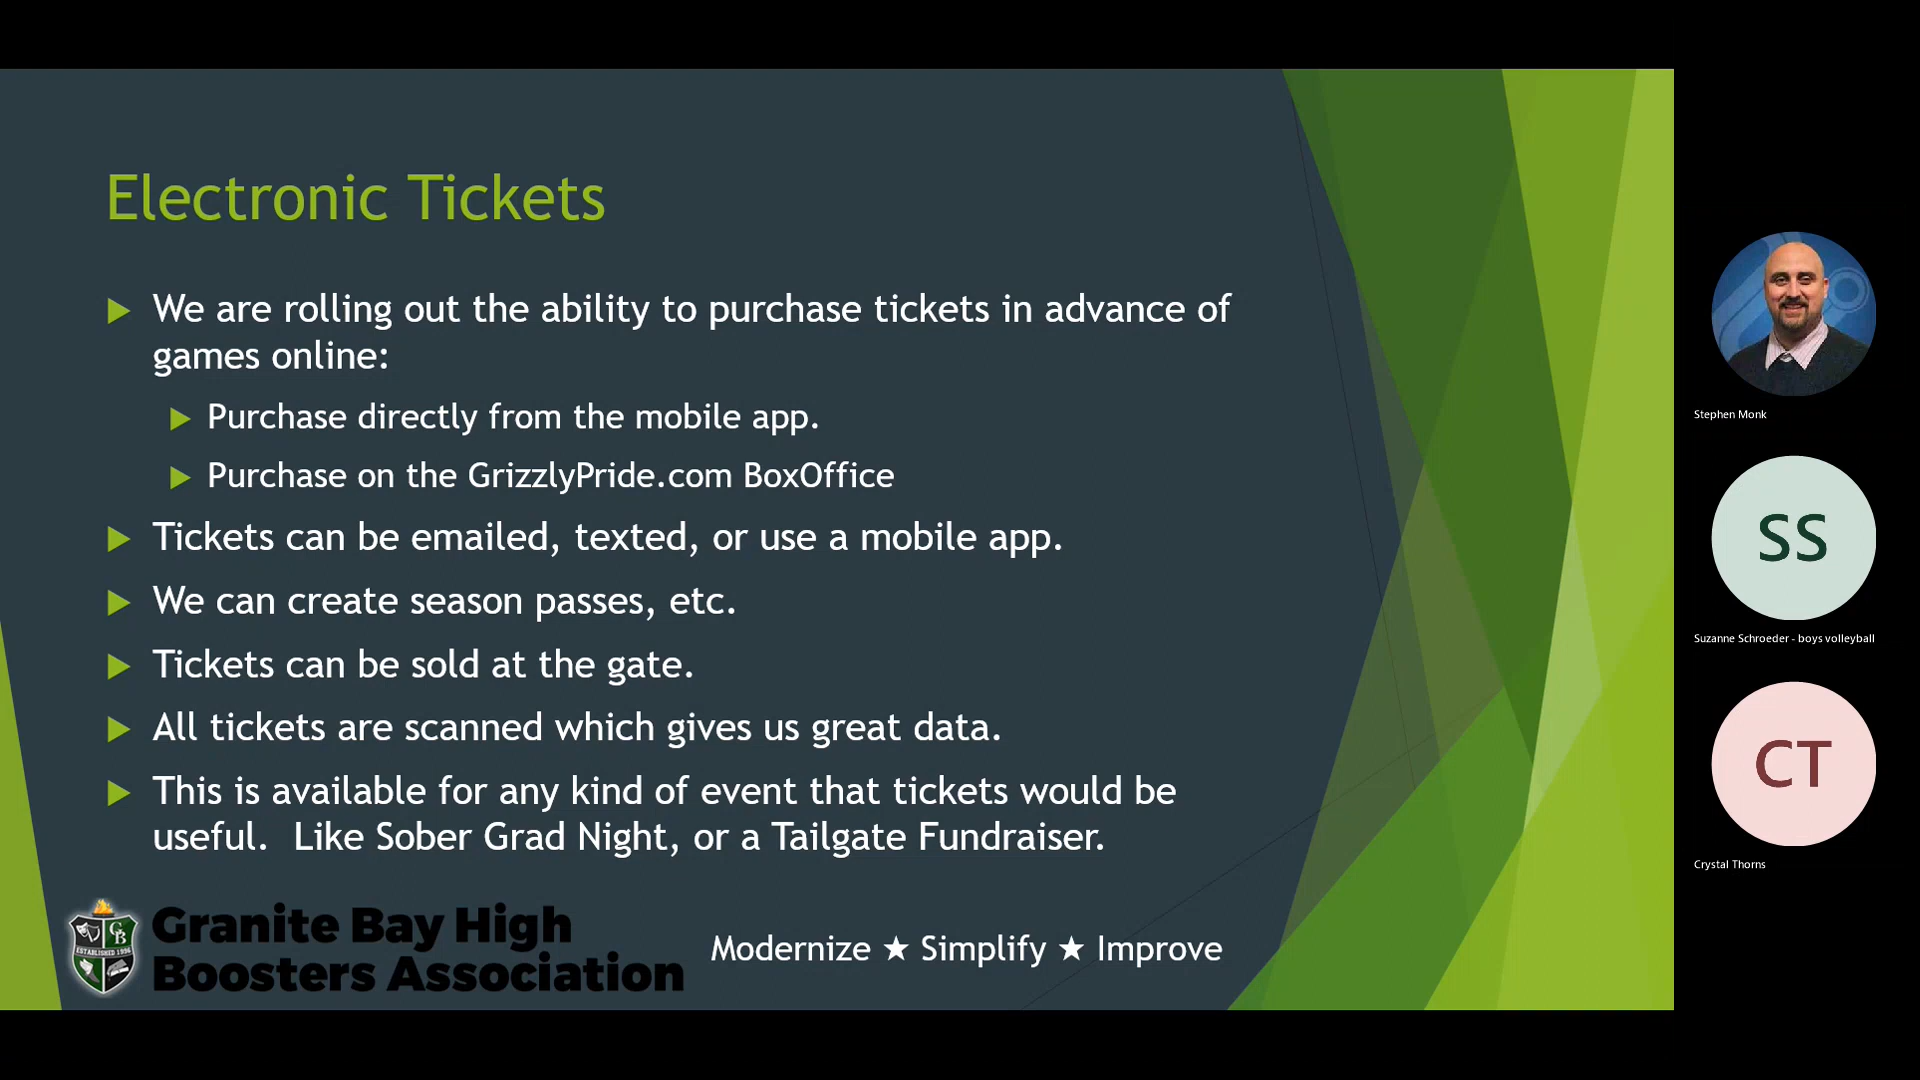 Electronic Tickets
We are rolling out the ability to purchase tickets in advance of
games online:
Purchase directly from the mobile app.
Purchase on the GrizzlyPride.com BoxOffice
Tickets can be emailed, texted, or use a mobile app.
We can create season passes, etc.
Tickets can be sold at the gate.
All tickets are scanned which gives us great data.
This is available for any kind of event that tickets would be
useful.  Like Sober Grad Night, or a Tailgate Fundraiser.
GB
ESTABLISHED 1996
Granite Bay High
Boosters Association
Modernize ★ Simplify ★ Improve
Stephen Monk
SS
Suzanne Schroeder - boys volleyball
CT
Crystal Thorns